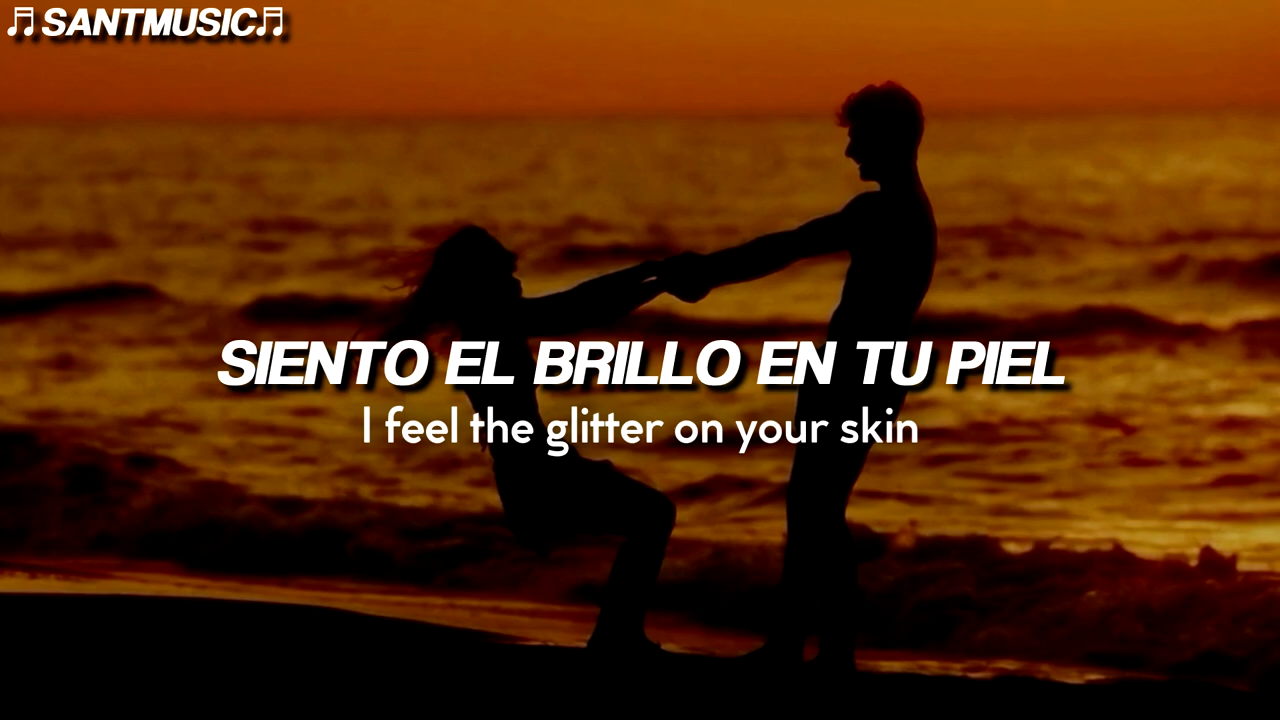 🎵SANTMUSIC🎵
SIENTO EL BRILLO EN TU PIEL
I feel the glitter on your skin